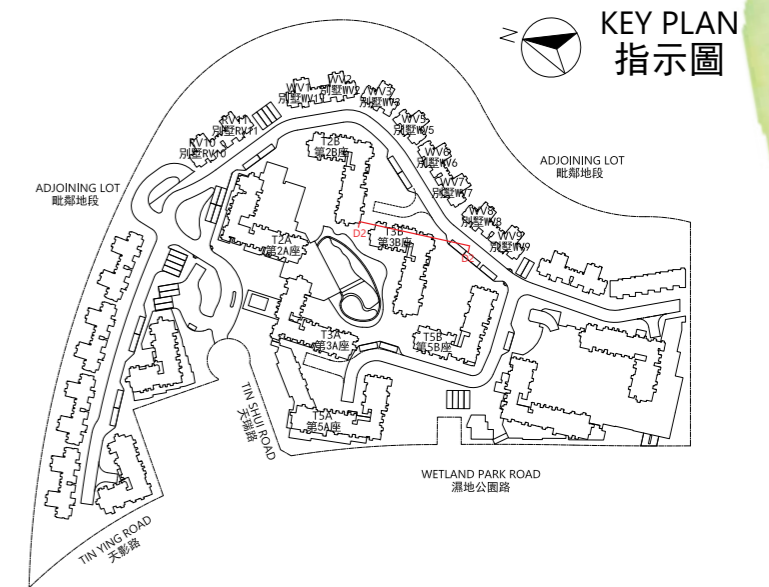 KEY PLAN
指示圖
N
WV1
別墅WV1
WV2
別墅WV2
WV3
別墅WV3
RV11
別墅RV11
WV5
別墅WV5
RV10
別墅RV10
T2B
第2B座
WV6
別墅WV6
ADJOINING LOT
毗鄰地段
ADJOINING LOT
毗鄰地段
WV7
別墅WV7
WV8
別墅WV8
D2
T3B
第3B座
WV9
別墅WV9
T2A
第2A座
D2
T3A
第3A座
T5B
第5B座
TIN SHUI ROAD
天瑞路
T5A
第5A座
WETLAND PARK ROAD
濕地公園路
TIN YING ROAD
天影路